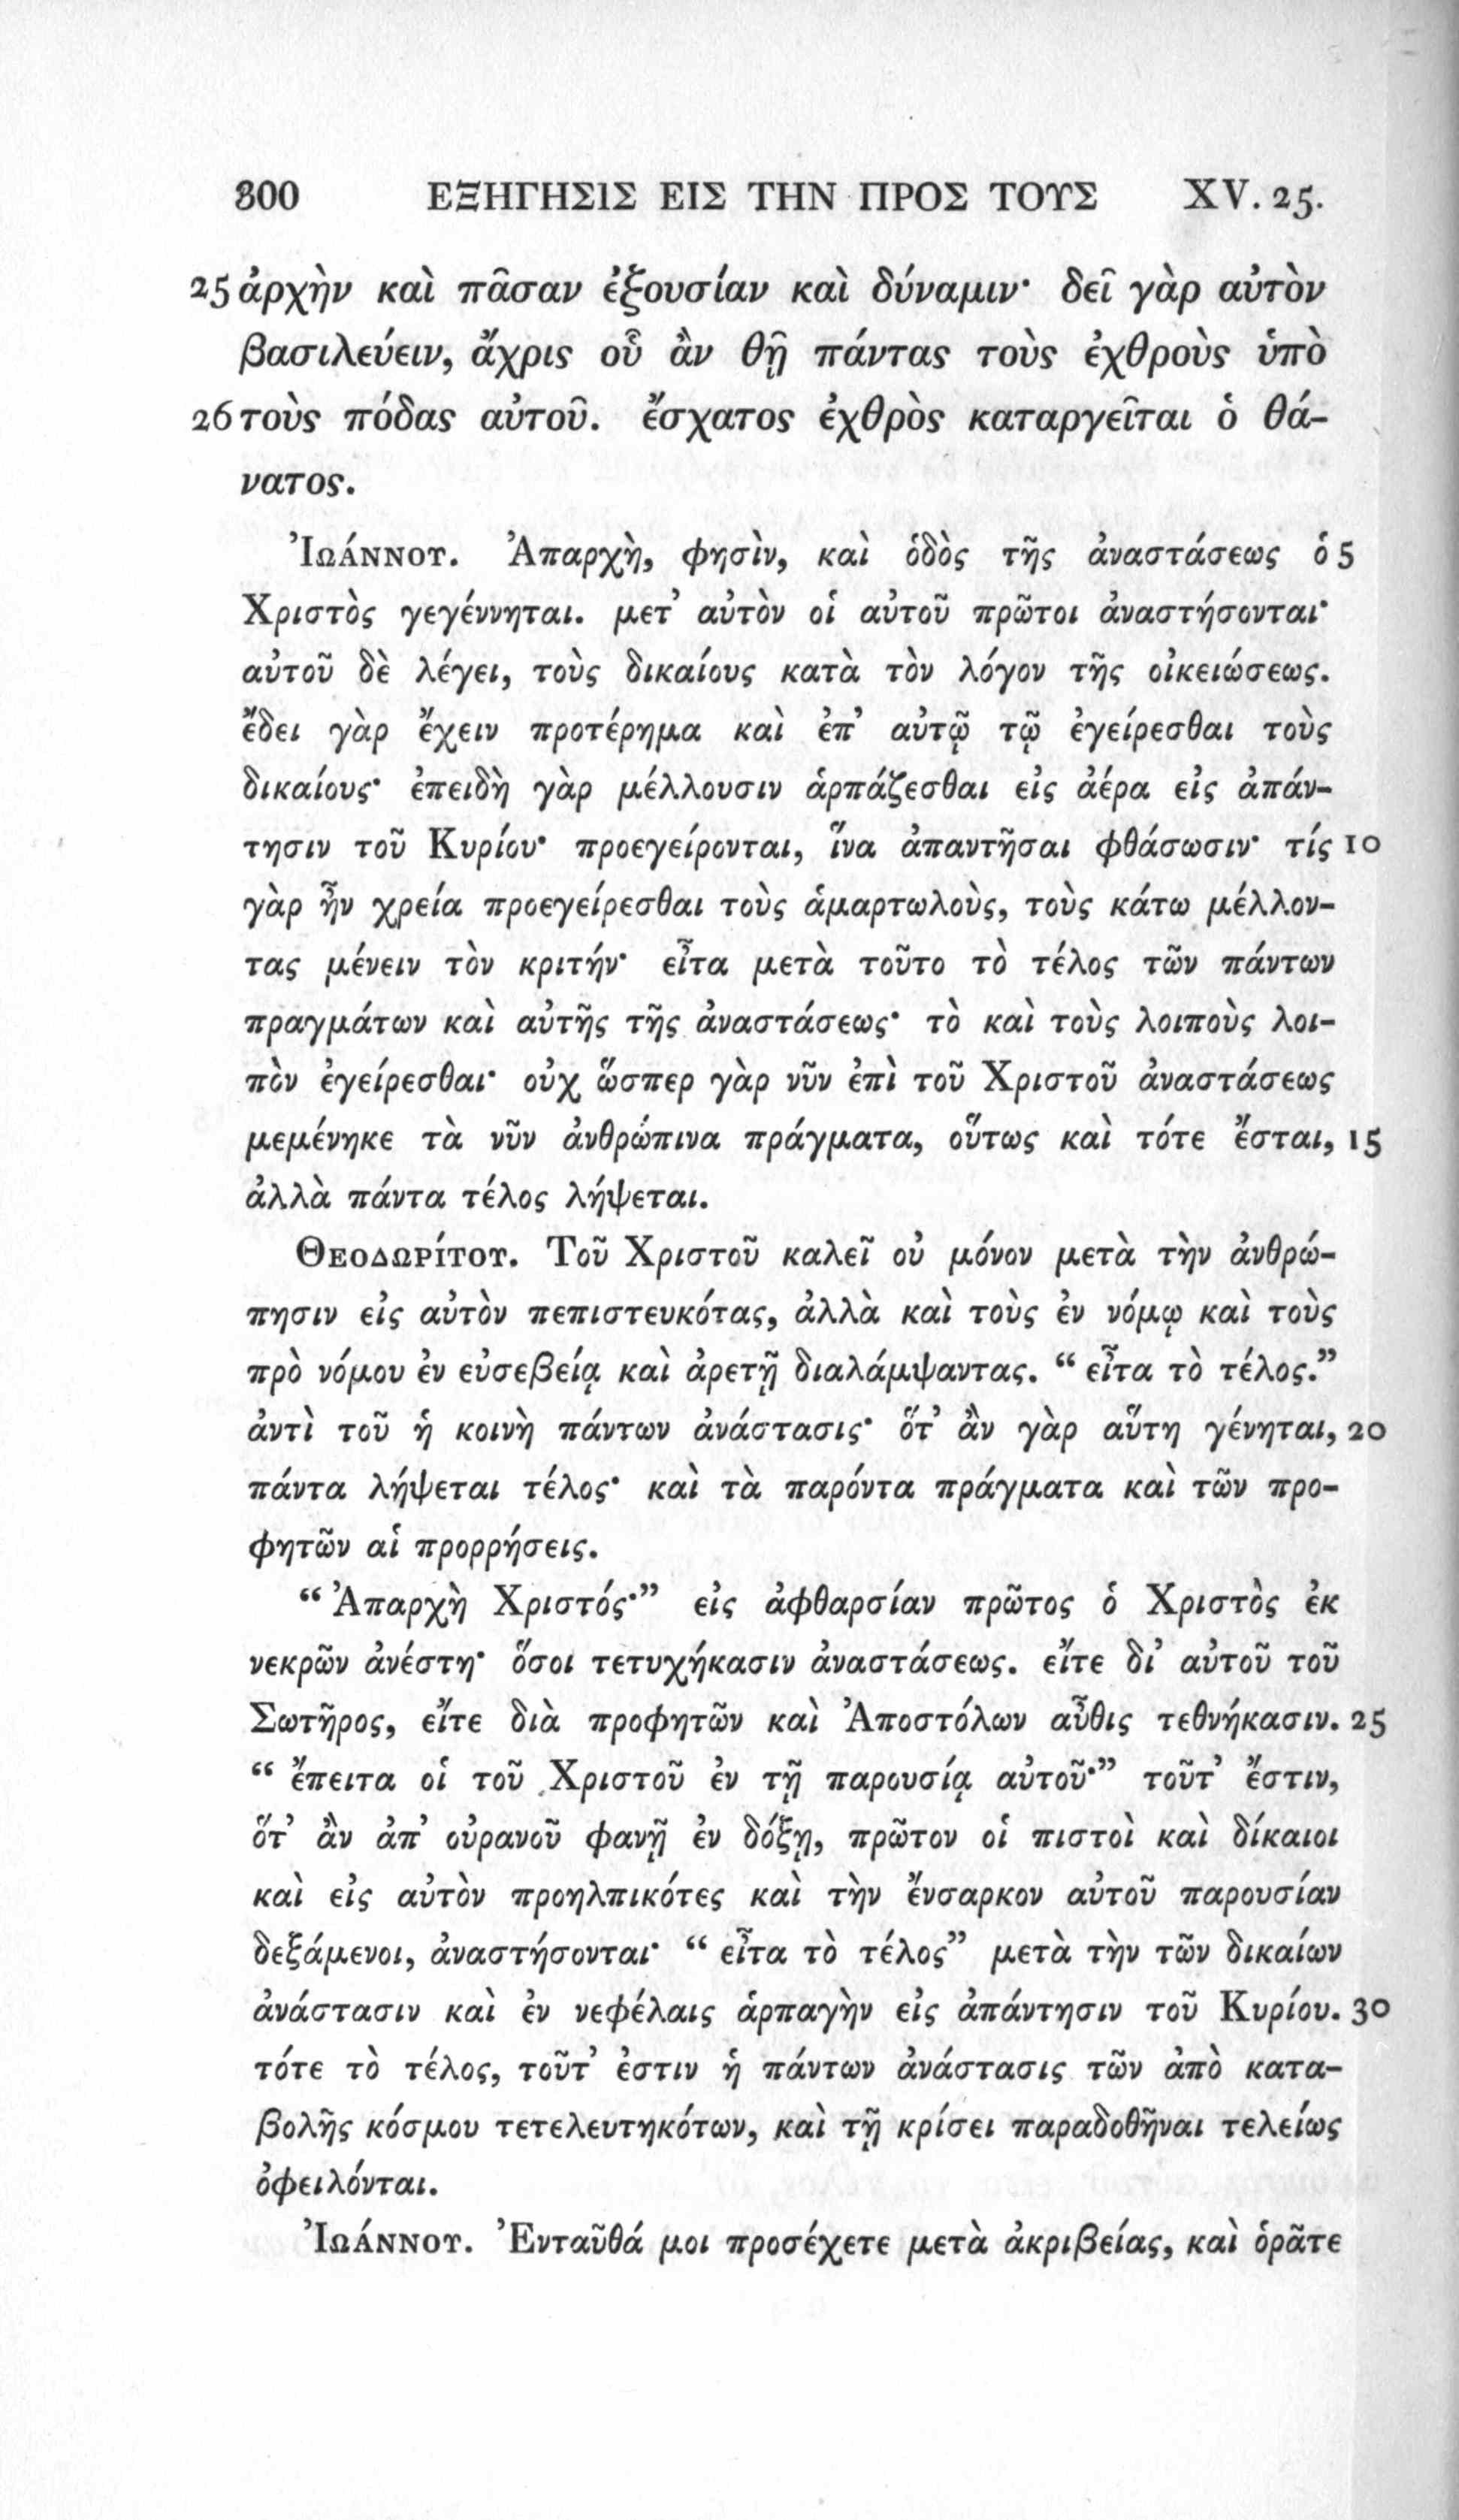 300 ΕΞΗΓΗΣΙΣ ΕΙΣ ΤΗΝ ΠΡΟΣ ΤΟΥΣ XV. 25.
25 ἀρχὴν καὶ πᾶσαν ἐξουσίαν καὶ δύναμιν· δεῖ γὰρ αὐτὸν
βασιλεύειν, ἄχρις οὗ ἂν θῇ πάντας τοὺς ἐχθροὺς ὑπὸ
26 τοὺς πόδας αὐτοῦ. ἔσχατος ἐχθρὸς καταργεῖται ὁ θά-
νατος.
Ἰωάννου. Ἀπαρχὴ, φησὶν, καὶ ὁδὸς τῆς ἀναστάσεως ὁ 5
Χριστὸς γεγέννηται. μετ’ αὐτὸν οἱ αὐτοῦ πρῶτοι ἀναστήσονται·
αὐτοῦ δὲ λέγει, τοὺς δικαίους κατὰ τὸν λόγον τῆς οἰκειώσεως.
ἔδει γὰρ ἔχειν προτέρημα καὶ ἐπ’ αὐτῷ τῷ ἐγείρεσθαι τοὺς
δικαίους· ἐπειδὴ γὰρ μέλλουσιν ἁρπάζεσθαι εἰς ἀέρα εἰς ἀπάν-
τησιν τοῦ Κυρίου· προεγείρονται, ἵνα ἀπαντῆσαι φθάσωσιν· τίς 10
γὰρ ἦν χρεία προεγείρεσθαι τοὺς ἁμαρτωλοὺς, τοὺς κάτω μέλλον-
τας μένειν τὸν κριτήν· εἶτα μετὰ τοῦτο τὸ τέλος τῶν πάντων
πραγμάτων καὶ αὐτῆς τῆς ἀναστάσεως· τὸ καὶ τοὺς λοιποὺς λοι-
πὸν ἐγείρεσθαι· οὐχ ὥσπερ γὰρ νῦν ἐπὶ τοῦ Χριστοῦ ἀναστάσεως
μεμένηκε τὰ νῦν ἀνθρώπινα πράγματα, οὕτως καὶ τότε ἔσται, 15
ἀλλὰ πάντα τέλος λήψεται.
Θεοδωρίτου. Τοῦ Χριστοῦ καλεῖ οὐ μόνον μετὰ τὴν ἀνθρώ-
πησιν εἰς αὐτὸν πεπιστευκότας, ἀλλὰ καὶ τοὺς ἐν νόμῳ καὶ τοὺς
πρὸ νόμου ἐν εὐσεβείᾳ καὶ ἀρετῇ διαλάμψαντας. “ εἶτα τὸ τέλος.”
ἀντὶ τοῦ ἡ κοινὴ πάντων ἀνάστασις· ὅτ’ ἂν γὰρ αὕτη γένηται, 20
πάντα λήψεται τέλος· καὶ τὰ παρόντα πράγματα καὶ τῶν προ-
φητῶν αἱ προρρήσεις.
“ Ἀπαρχὴ Χριστός·” εἰς ἀφθαρσίαν πρῶτος ὁ Χριστὸς ἐκ
νεκρῶν ἀνέστη· ὅσοι τετυχήκασιν ἀναστάσεως. εἴτε δι’ αὐτοῦ τοῦ
Σωτῆρος, εἴτε διὰ προφητῶν καὶ Ἀποστόλων αὖθις τεθνήκασιν. 25
“ ἔπειτα οἱ τοῦ Χριστοῦ ἐν τῇ παρουσίᾳ αὐτοῦ·” τοῦτ’ ἔστιν,
ὅτ’ ἂν ἀπ’ οὐρανοῦ φανῇ ἐν δόξῃ, πρῶτον οἱ πιστοὶ καὶ δίκαιοι
καὶ εἰς αὐτὸν προηλπικότες καὶ τὴν ἔνσαρκον αὐτοῦ παρουσίαν
δεξάμενοι, ἀναστήσονται· “ εἶτα τὸ τέλος” μετὰ τὴν τῶν δικαίων
ἀνάστασιν καὶ ἐν νεφέλαις ἁρπαγὴν εἰς ἀπάντησιν τοῦ Κυρίου. 30
τότε τὸ τέλος, τοῦτ’ ἐστιν ἡ πάντων ἀνάστασις τῶν ἀπὸ κατα-
βολῆς κόσμου τετελευτηκότων, καὶ τῇ κρίσει παραδοθῆναι τελείως
ὀφειλόνται.
Ἰωάννου. Ἐνταῦθά μοι προσέχετε μετὰ ἀκριβείας, καὶ ὁρᾶτε